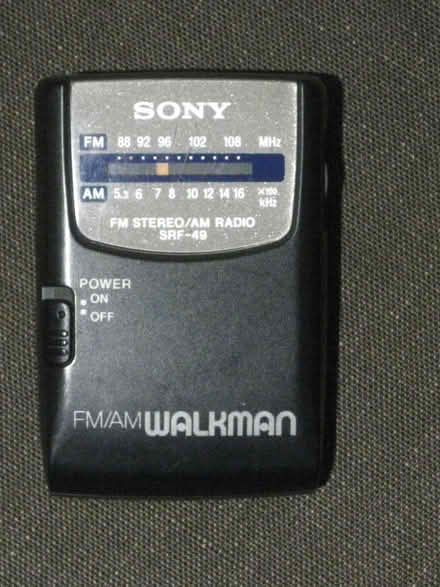 SONY
FM 88 92 96 102 108 MHz
AM 5.3 6 7 8 10 12 14 16 ×100 kHz
FM STEREO/AM RADIO
SRF-49
POWER
ON
OFF
FM/AM WALKMAN